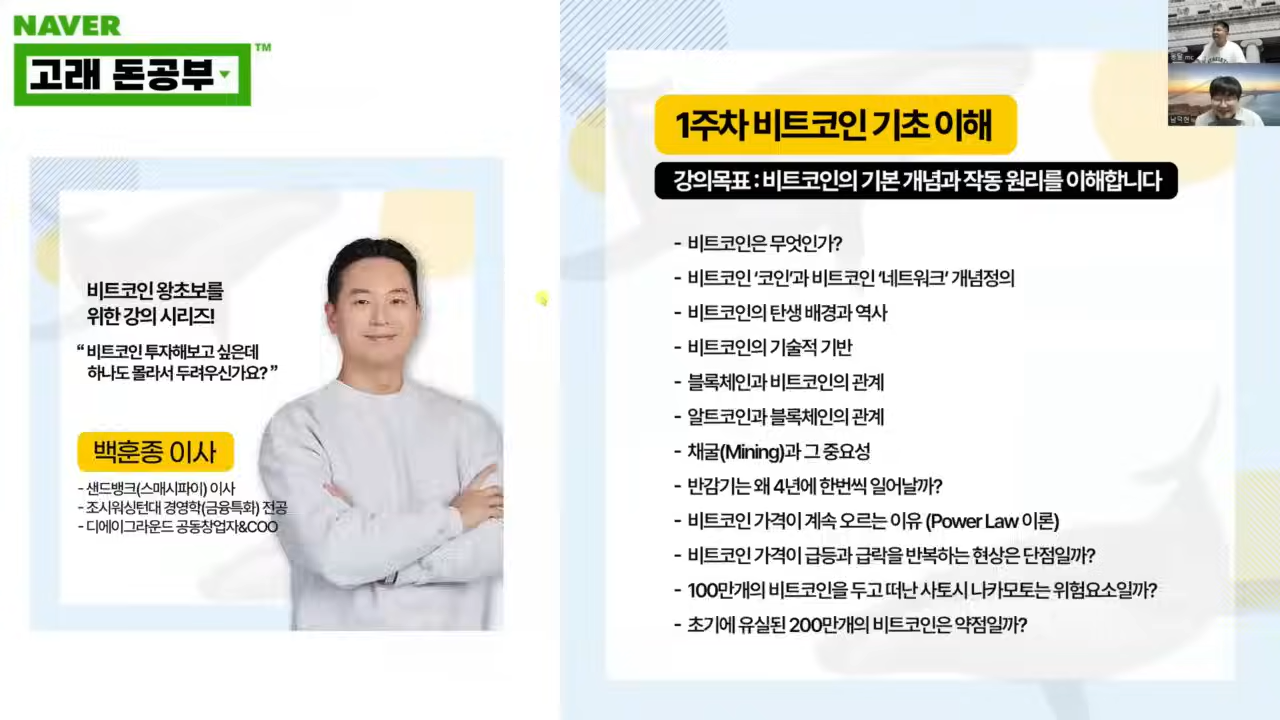 NAVER
고래 돈공부
TM
비트코인 왕초보를
위한 강의 시리즈!
“ 비트코인 투자해보고 싶은데
하나도 몰라서 두려우신가요? ”
백훈종 이사
- 샌드뱅크(스매시파이) 이사
- 조시워싱턴대 경영학(금융특화) 전공
- 디에이그라운드 공동창업자&COO
1주차 비트코인 기초 이해
강의목표 : 비트코인의 기본 개념과 작동 원리를 이해합니다
- 비트코인은 무엇인가?
- 비트코인 ‘코인’과 비트코인 ‘네트워크’ 개념정의
- 비트코인의 탄생 배경과 역사
- 비트코인의 기술적 기반
- 블록체인과 비트코인의 관계
- 알트코인과 블록체인의 관계
- 채굴(Mining)과 그 중요성
- 반감기는 왜 4년에 한번씩 일어날까?
- 비트코인 가격이 계속 오르는 이유 (Power Law 이론)
- 비트코인 가격이 급등과 급락을 반복하는 현상은 단점일까?
- 100만개의 비트코인을 두고 떠난 사토시 나카모토는 위험요소일까?
- 초기에 유실된 200만개의 비트코인은 약점일까?